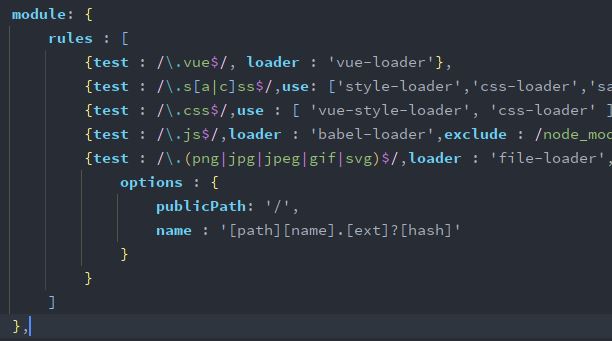 module: {
rules : [
{test : /\.vue$/, loader : 'vue-loader'},
{test : /\.s[a|c]ss$/,use: ['style-loader','css-loader',
{test : /\.css$/,use : [ 'vue-style-loader', 'css-loader' ]
{test : /\.js$/,loader : 'babel-loader',exclude :
{test : /\.(png|jpg|jpeg|gif|svg)$/,loader : 'file-loader',
options : {
publicPath: '/',
name : '[path][name].[ext]?[hash]'
}
}
]
},